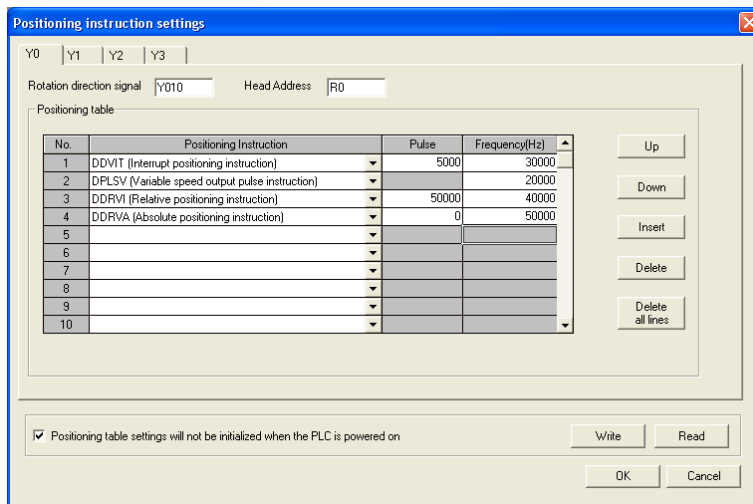 Positioning instruction settings
Y0 Y1 Y2 Y3
Rotation direction signal Y010 Head Address R0
Positioning table
No. Positioning Instruction Pulse Frequency(Hz)
1 DDVIT (Interrupt positioning instruction) 5000 30000
2 DPLSV (Variable speed output pulse instruction) 20000
3 DDRVI (Relative positioning instruction) 50000 40000
4 DDRVA (Absolute positioning instruction) 0 50000
5
6
7
8
9
10
Up
Down
Insert
Delete
Delete
all lines
Positioning table settings will not be initialized when the PLC is powered on
Write Read
OK Cancel